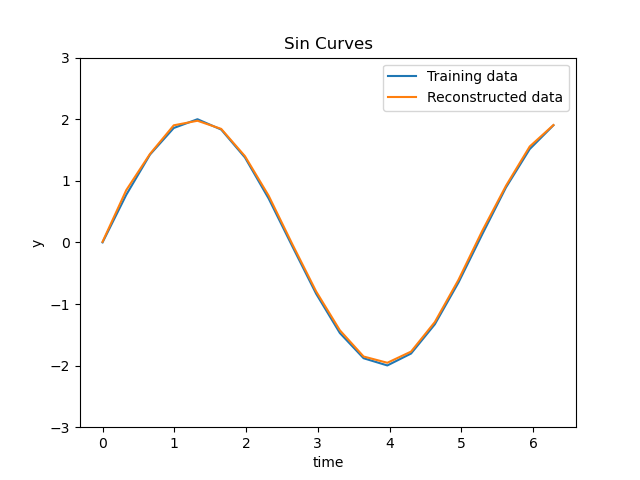 Sin Curves
Training data
Reconstructed data
3
2
1
0
−1
−2
−3
y
0 1 2 3 4 5 6
time